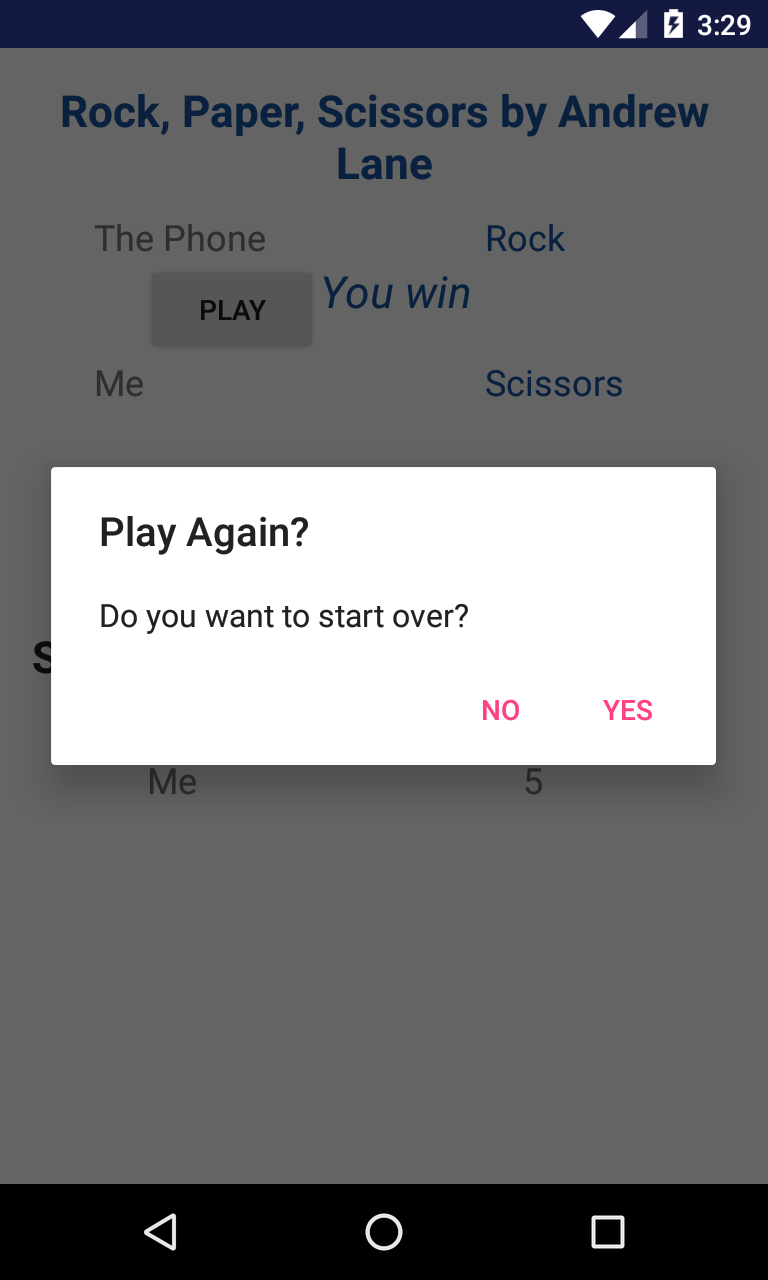 3:29
Rock, Paper, Scissors by Andrew
Lane
The Phone Rock
PLAY You win
Me Scissors
Play Again?
Do you want to start over?
NO YES
Me 5